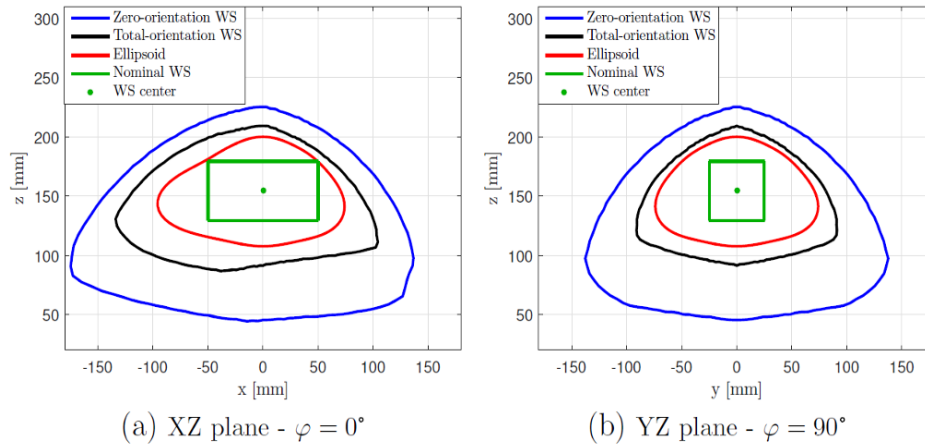 300
250
200
150
100
50
z [mm]
-150 -100 -50 0 50 100 150
x [mm]
Zero-orientation WS
Total-orientation WS
Ellipsoid
Nominal WS
WS center
(a) XZ plane - φ = 0°
300
250
200
150
100
50
z [mm]
-150 -100 -50 0 50 100 150
y [mm]
Zero-orientation WS
Total-orientation WS
Ellipsoid
Nominal WS
WS center
(b) YZ plane - φ = 90°